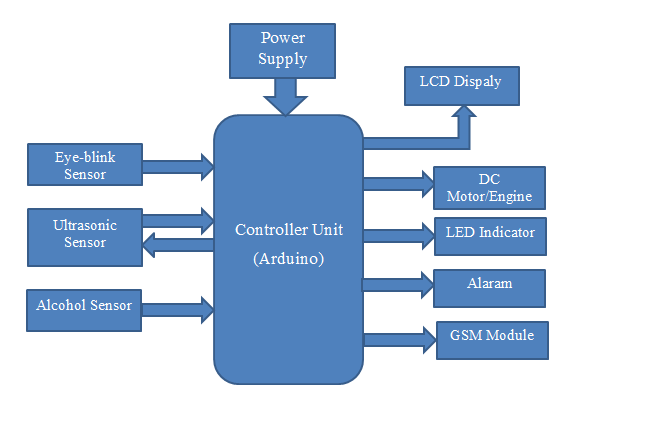 Power
Supply
LCD Dispaly
Eye-blink
Sensor
Ultrasonic
Sensor
Alcohol Sensor
Controller Unit
(Arduino)
DC
Motor/Engine
LED Indicator
Alaram
GSM Module